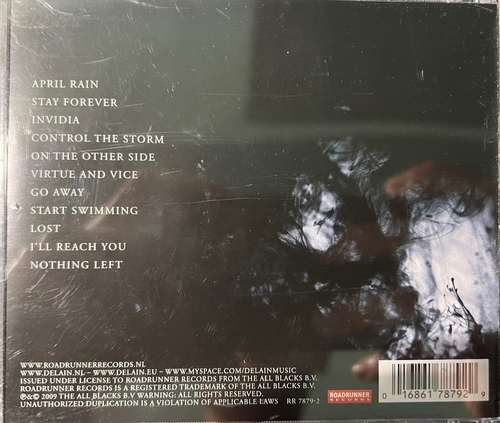 APRIL RAIN
STAY FOREVER
INVIDIA
CONTROL THE STORM
ON THE OTHER SIDE
VIRTUE AND VICE
GO AWAY
START SWIMMING
LOST
I'LL REACH YOU
NOTHING LEFT
WWW.ROADRUNNERRECORDS.NL
WWW.DELAIN.NL – WWW.DELAIN.EU – WWW.MYSPACE.COM/DELAINMUSIC
ISSUED UNDER LICENSE TO ROADRUNNER RECORDS FROM THE ALL BLACKS B.V.
ROADRUNNER RECORDS IS A REGISTERED TRADEMARK OF THE ALL BLACKS B.V.
℗&© 2009 THE ALL BLACKS B.V WARNING: ALL RIGHTS RESERVED.
UNAUTHORIZED DUPLICATION IS A VIOLATION OF APPLICABLE LAWS RR 7879-2
ROADRUNNER
RECORDS
0 16861 78792 9